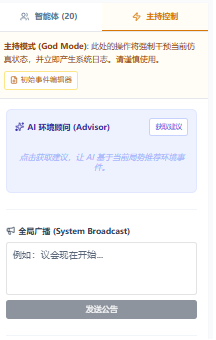 智能体 (20)
主持控制
主持模式 (God Mode): 此处的操作将强制干预当前仿
真状态，并立即产生系统日志。请谨慎使用。
初始事件编辑器
AI 环境顾问 (Advisor)
获取建议
点击获取建议，让 AI 基于当前局势推荐环境事
件。
全局广播 (System Broadcast)
例如：议会现在开始...
发送公告